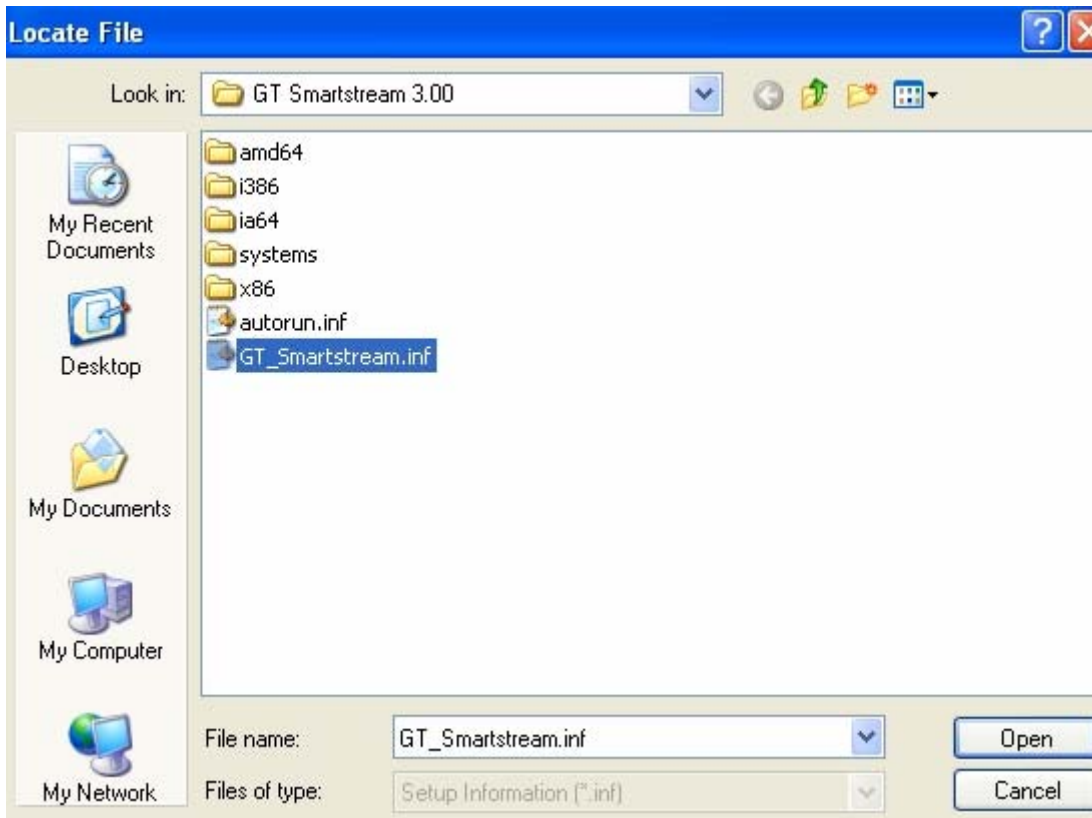 Locate File
Look in:
GT Smartstream 3.00
My Recent
Documents
Desktop
My Documents
My Computer
My Network
amd64
i386
ia64
systems
x86
autorun.inf
GT_Smartstream.inf
File name:
GT_Smartstream.inf
Open
Files of type:
Setup Information (*.inf)
Cancel